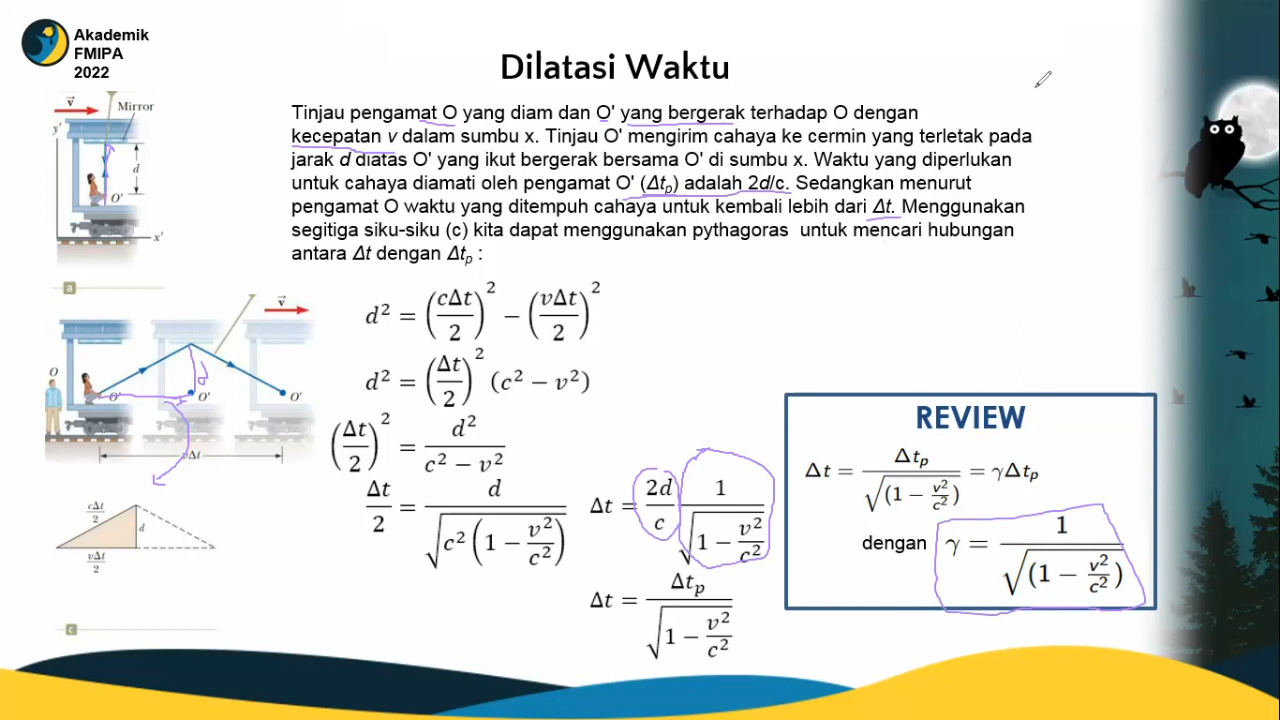 Akademik
FMIPA
2022
Dilatasi Waktu
Tinjau pengamat O yang diam dan O' yang bergerak terhadap O dengan
kecepatan v dalam sumbu x. Tinjau O' mengirim cahaya ke cermin yang terletak pada
jarak d diatas O' yang ikut bergerak bersama O' di sumbu x. Waktu yang diperlukan
untuk cahaya diamati oleh pengamat O' (Δtₚ) adalah 2d/c. Sedangkan menurut
pengamat O waktu yang ditempuh cahaya untuk kembali lebih dari Δt. Menggunakan
segitiga siku-siku (c) kita dapat menggunakan pythagoras untuk mencari hubungan
antara Δt dengan Δtₚ :
v⃗
Mirror
y'
d
O'
x'
a
v⃗
O
d
O'
O'
O'
vΔt
cΔt/2
d
vΔt/2
c
d² = (cΔt/2)² − (vΔt/2)²
d² = (Δt/2)² (c² − v²)
(Δt/2)² = d²/(c² − v²)
Δt/2 = d/√(c²(1 − v²/c²))
Δt = 2d/c 1/√(1 − v²/c²)
Δt = Δtₚ/√(1 − v²/c²)
REVIEW
Δt = Δtₚ/√((1 − v²/c²)) = γΔtₚ
dengan γ = 1/√((1 − v²/c²))